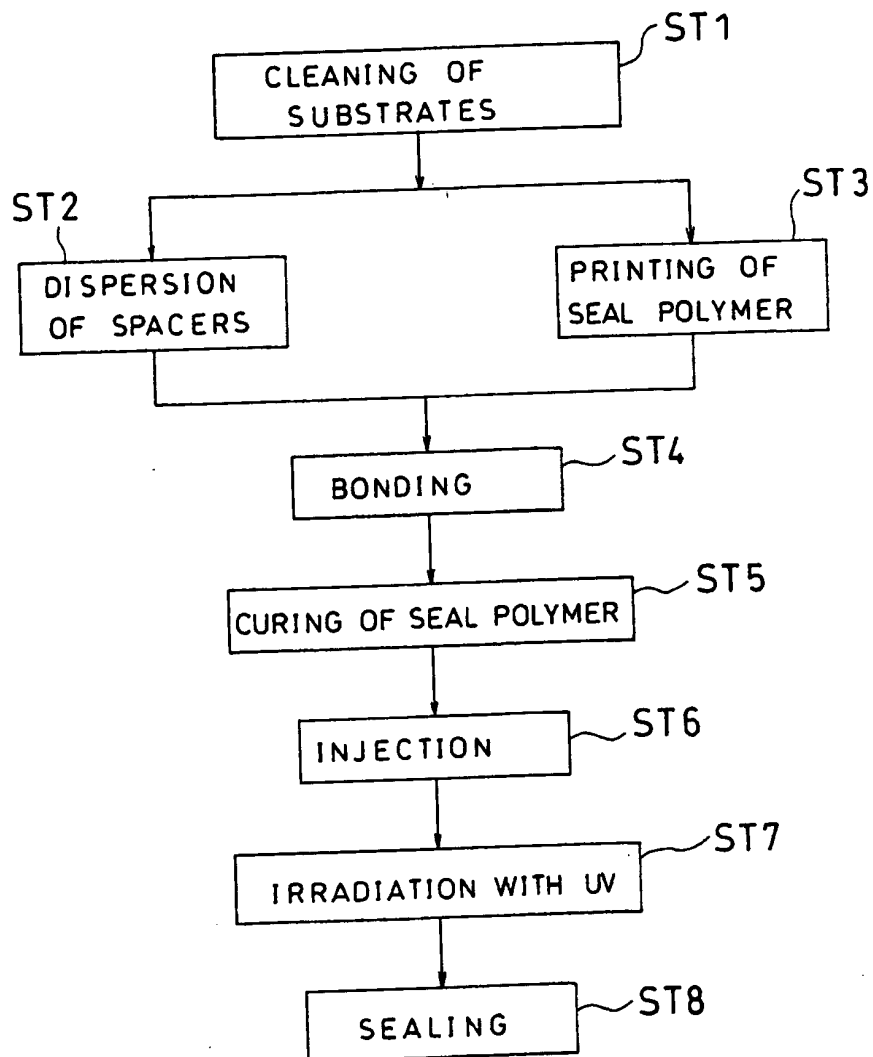 ST1
CLEANING OF
SUBSTRATES
ST2
DISPERSION
OF SPACERS
ST3
PRINTING OF
SEAL POLYMER
ST4
BONDING
ST5
CURING OF SEAL POLYMER
ST6
INJECTION
ST7
IRRADIATION WITH UV
ST8
SEALING